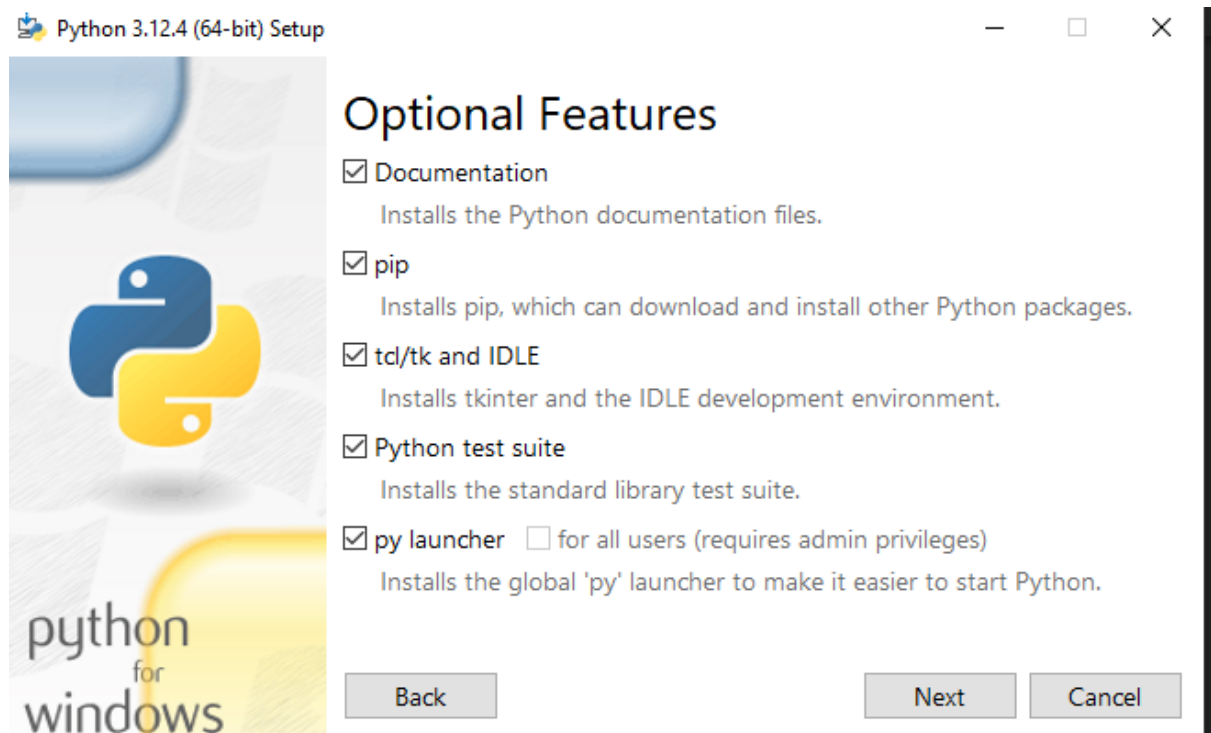 Python 3.12.4 (64-bit) Setup
Optional Features
Documentation
Installs the Python documentation files.
pip
Installs pip, which can download and install other Python packages.
tcl/tk and IDLE
Installs tkinter and the IDLE development environment.
Python test suite
Installs the standard library test suite.
py launcher for all users (requires admin privileges)
Installs the global 'py' launcher to make it easier to start Python.
python
for
windows
Back Next Cancel